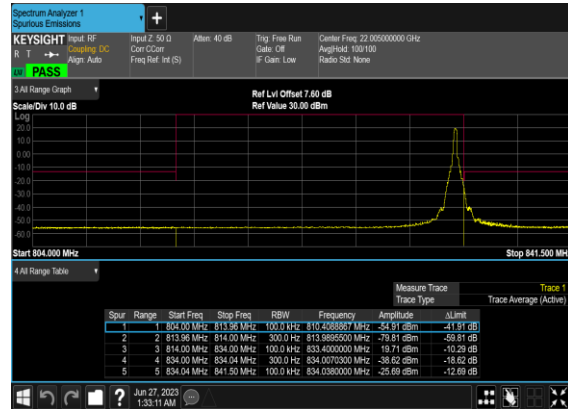 Spectrum Analyzer 1
Spurious Emissions
+
KEYSIGHT Input: RF Input Z: 50 Ω Atten: 40 dB Trig: Free Run Center Freq: 22.005000000 GHz
R T Coupling: DC Corr CCorr Gate: Off Avg|Hold: 100/100
Align: Auto Freq Ref: Int (S) IF Gain: Low Radio Std: None
LW PASS
3 All Range Graph
Ref Lvl Offset 7.60 dB
Scale/Div 10.0 dB Ref Value 30.00 dBm
Log
20.0
10.0
0.00
-10.0
-20.0
-30.0
-40.0
-50.0
-60.0
Start 804.000 MHz Stop 841.500 MH
4 All Range Table
Measure Trace Trace 1
Trace Type Trace Average (Active)
Spur Range Start Freq Stop Freq RBW Frequency Amplitude ΔLimit
1 1 804.00 MHz 813.96 MHz 100.0 kHz 810.4088667 MHz -54.91 dBm -41.91 dB
2 2 813.96 MHz 814.00 MHz 300.0 Hz 813.9895500 MHz -79.81 dBm -59.81 dB
3 3 814.00 MHz 834.00 MHz 100.0 kHz 833.4000000 MHz 19.71 dBm -10.29 dB
4 4 834.00 MHz 834.04 MHz 300.0 Hz 834.0070300 MHz -38.62 dBm -18.62 dB
5 5 834.04 MHz 841.50 MHz 100.0 kHz 834.0380000 MHz -25.69 dBm -12.69 dB
? Jun 27, 2023
1:33:11 AM